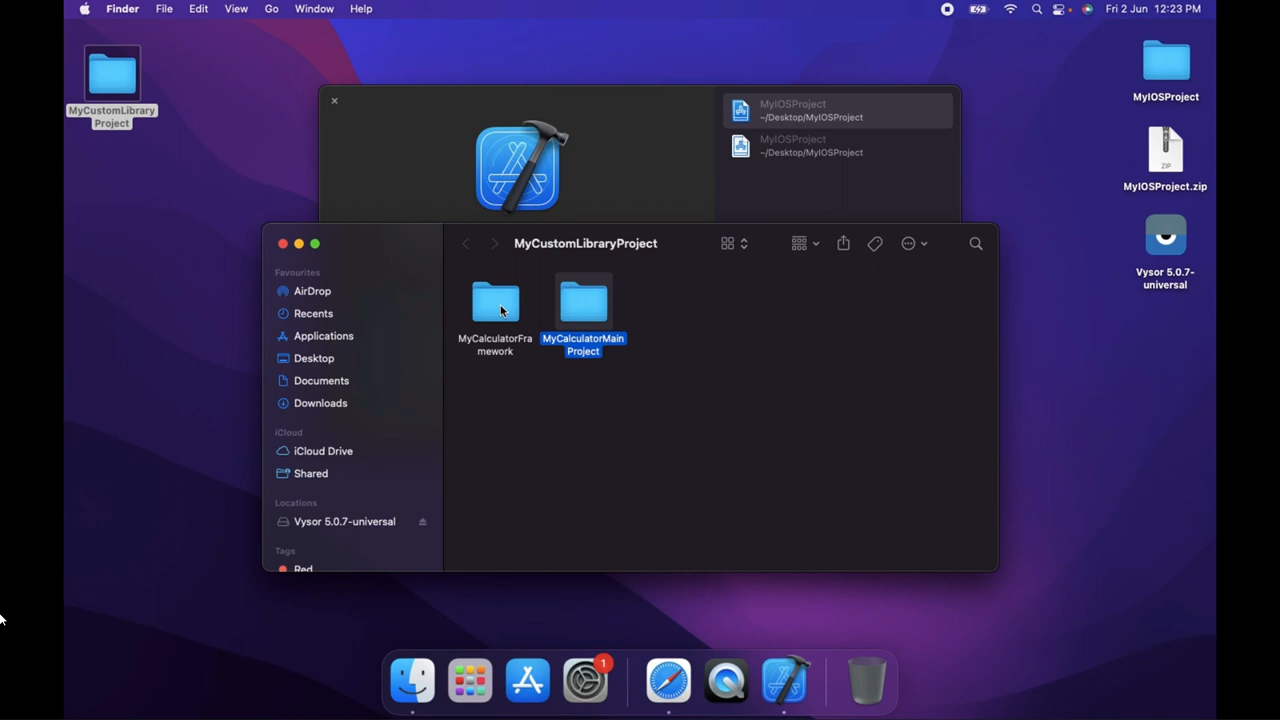 Finder File Edit View Go Window Help
Fri 2 Jun 12:23 PM
MyCustomLibrary
Project
MyIOSProject
~/Desktop/MyIOSProject
MyIOSProject
~/Desktop/MyIOSProject
MyIOSProject
ZIP
MyIOSProject.zip
Vysor 5.0.7-
universal
MyCustomLibraryProject
Favourites
AirDrop
Recents
Applications
Desktop
Documents
Downloads
iCloud
iCloud Drive
Shared
Locations
Vysor 5.0.7-universal
Tags
Red
MyCalculatorFra
mework
MyCalculatorMain
Project
1